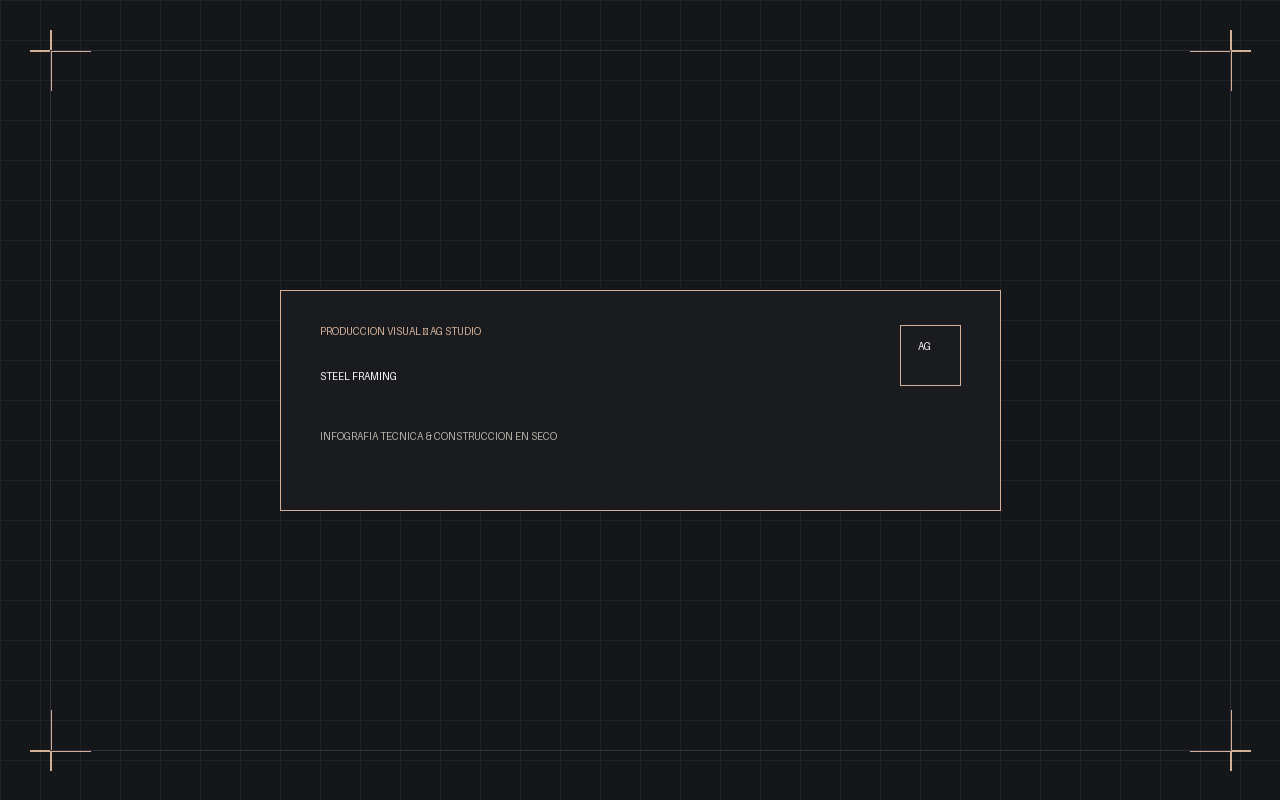 PRODUCCION VISUAL AG STUDIO
AG
STEEL FRAMING
INFOGRAFIA TECNICA & CONSTRUCCION EN SECO